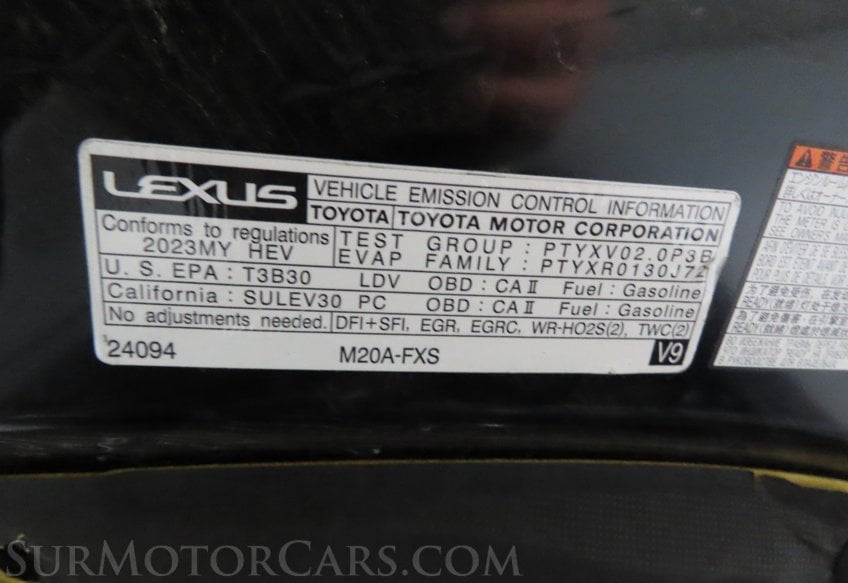 LEXUS
VEHICLE EMISSION CONTROL INFORMATION
TOYOTA TOYOTA MOTOR CORPORATION
Conforms to regulations
2023MY HEV
TEST GROUP : PTYXV02.0P3B
EVAP FAMILY : PTYXR0130J7Z
U.S. EPA : T3B30 LDV OBD : CA II Fuel : Gasoline
California : SULEV30 PC OBD : CA II Fuel : Gasoline
No adjustments needed. DFI+SFI, EGR, EGRC, WR-HO2S(2), TWC(2)
24094 M20A-FXS V9
警告
SURMOTORCARS.COM